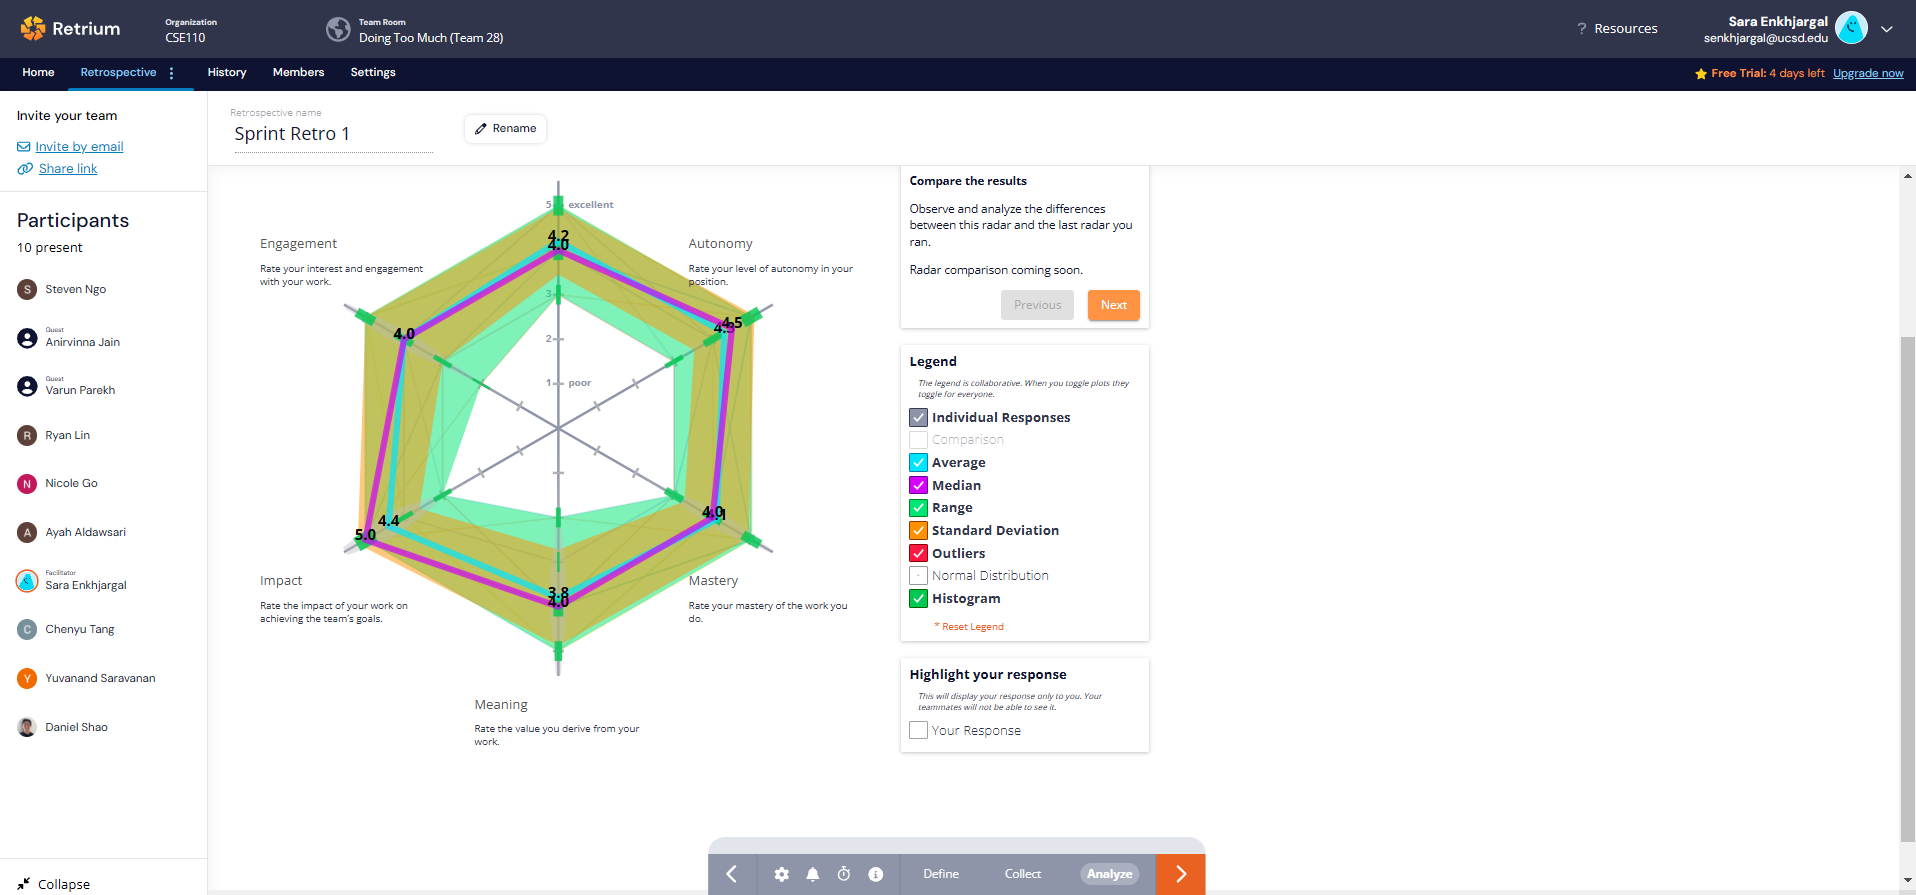 Retrium
Organization
CSE110
Team Room
Doing Too Much (Team 28)
? Resources
Sara Enkhjargal
senkhjargal@ucsd.edu
Home
Retrospective
History
Members
Settings
Free Trial: 4 days left Upgrade now
Invite your team
Invite by email
Share link
Participants
10 present
S Steven Ngo
Guest
Anirvinna Jain
Guest
Varun Parekh
R Ryan Lin
N Nicole Go
A Ayah Aldawsari
Facilitator
Sara Enkhjargal
C Chenyu Tang
Y Yuvanand Saravanan
Daniel Shao
Collapse
Retrospective name
Sprint Retro 1
Rename
5 excellent
4.2
4.0
3
2
1 poor
Engagement
Rate your interest and engagement
with your work.
Autonomy
Rate your level of autonomy in your
position.
4.0
4.5
4.4
5.0
4.0
3.8
4.0
Impact
Rate the impact of your work on
achieving the team's goals.
Mastery
Rate your mastery of the work you
do.
Meaning
Rate the value you derive from your
work.
Compare the results
Observe and analyze the differences
between this radar and the last radar you
ran.
Radar comparison coming soon.
Previous
Next
Legend
The legend is collaborative. When you toggle plots they
toggle for everyone.
Individual Responses
Comparison
Average
Median
Range
Standard Deviation
Outliers
Normal Distribution
Histogram
* Reset Legend
Highlight your response
This will display your response only to you. Your
teammates will not be able to see it.
Your Response
Define
Collect
Analyze